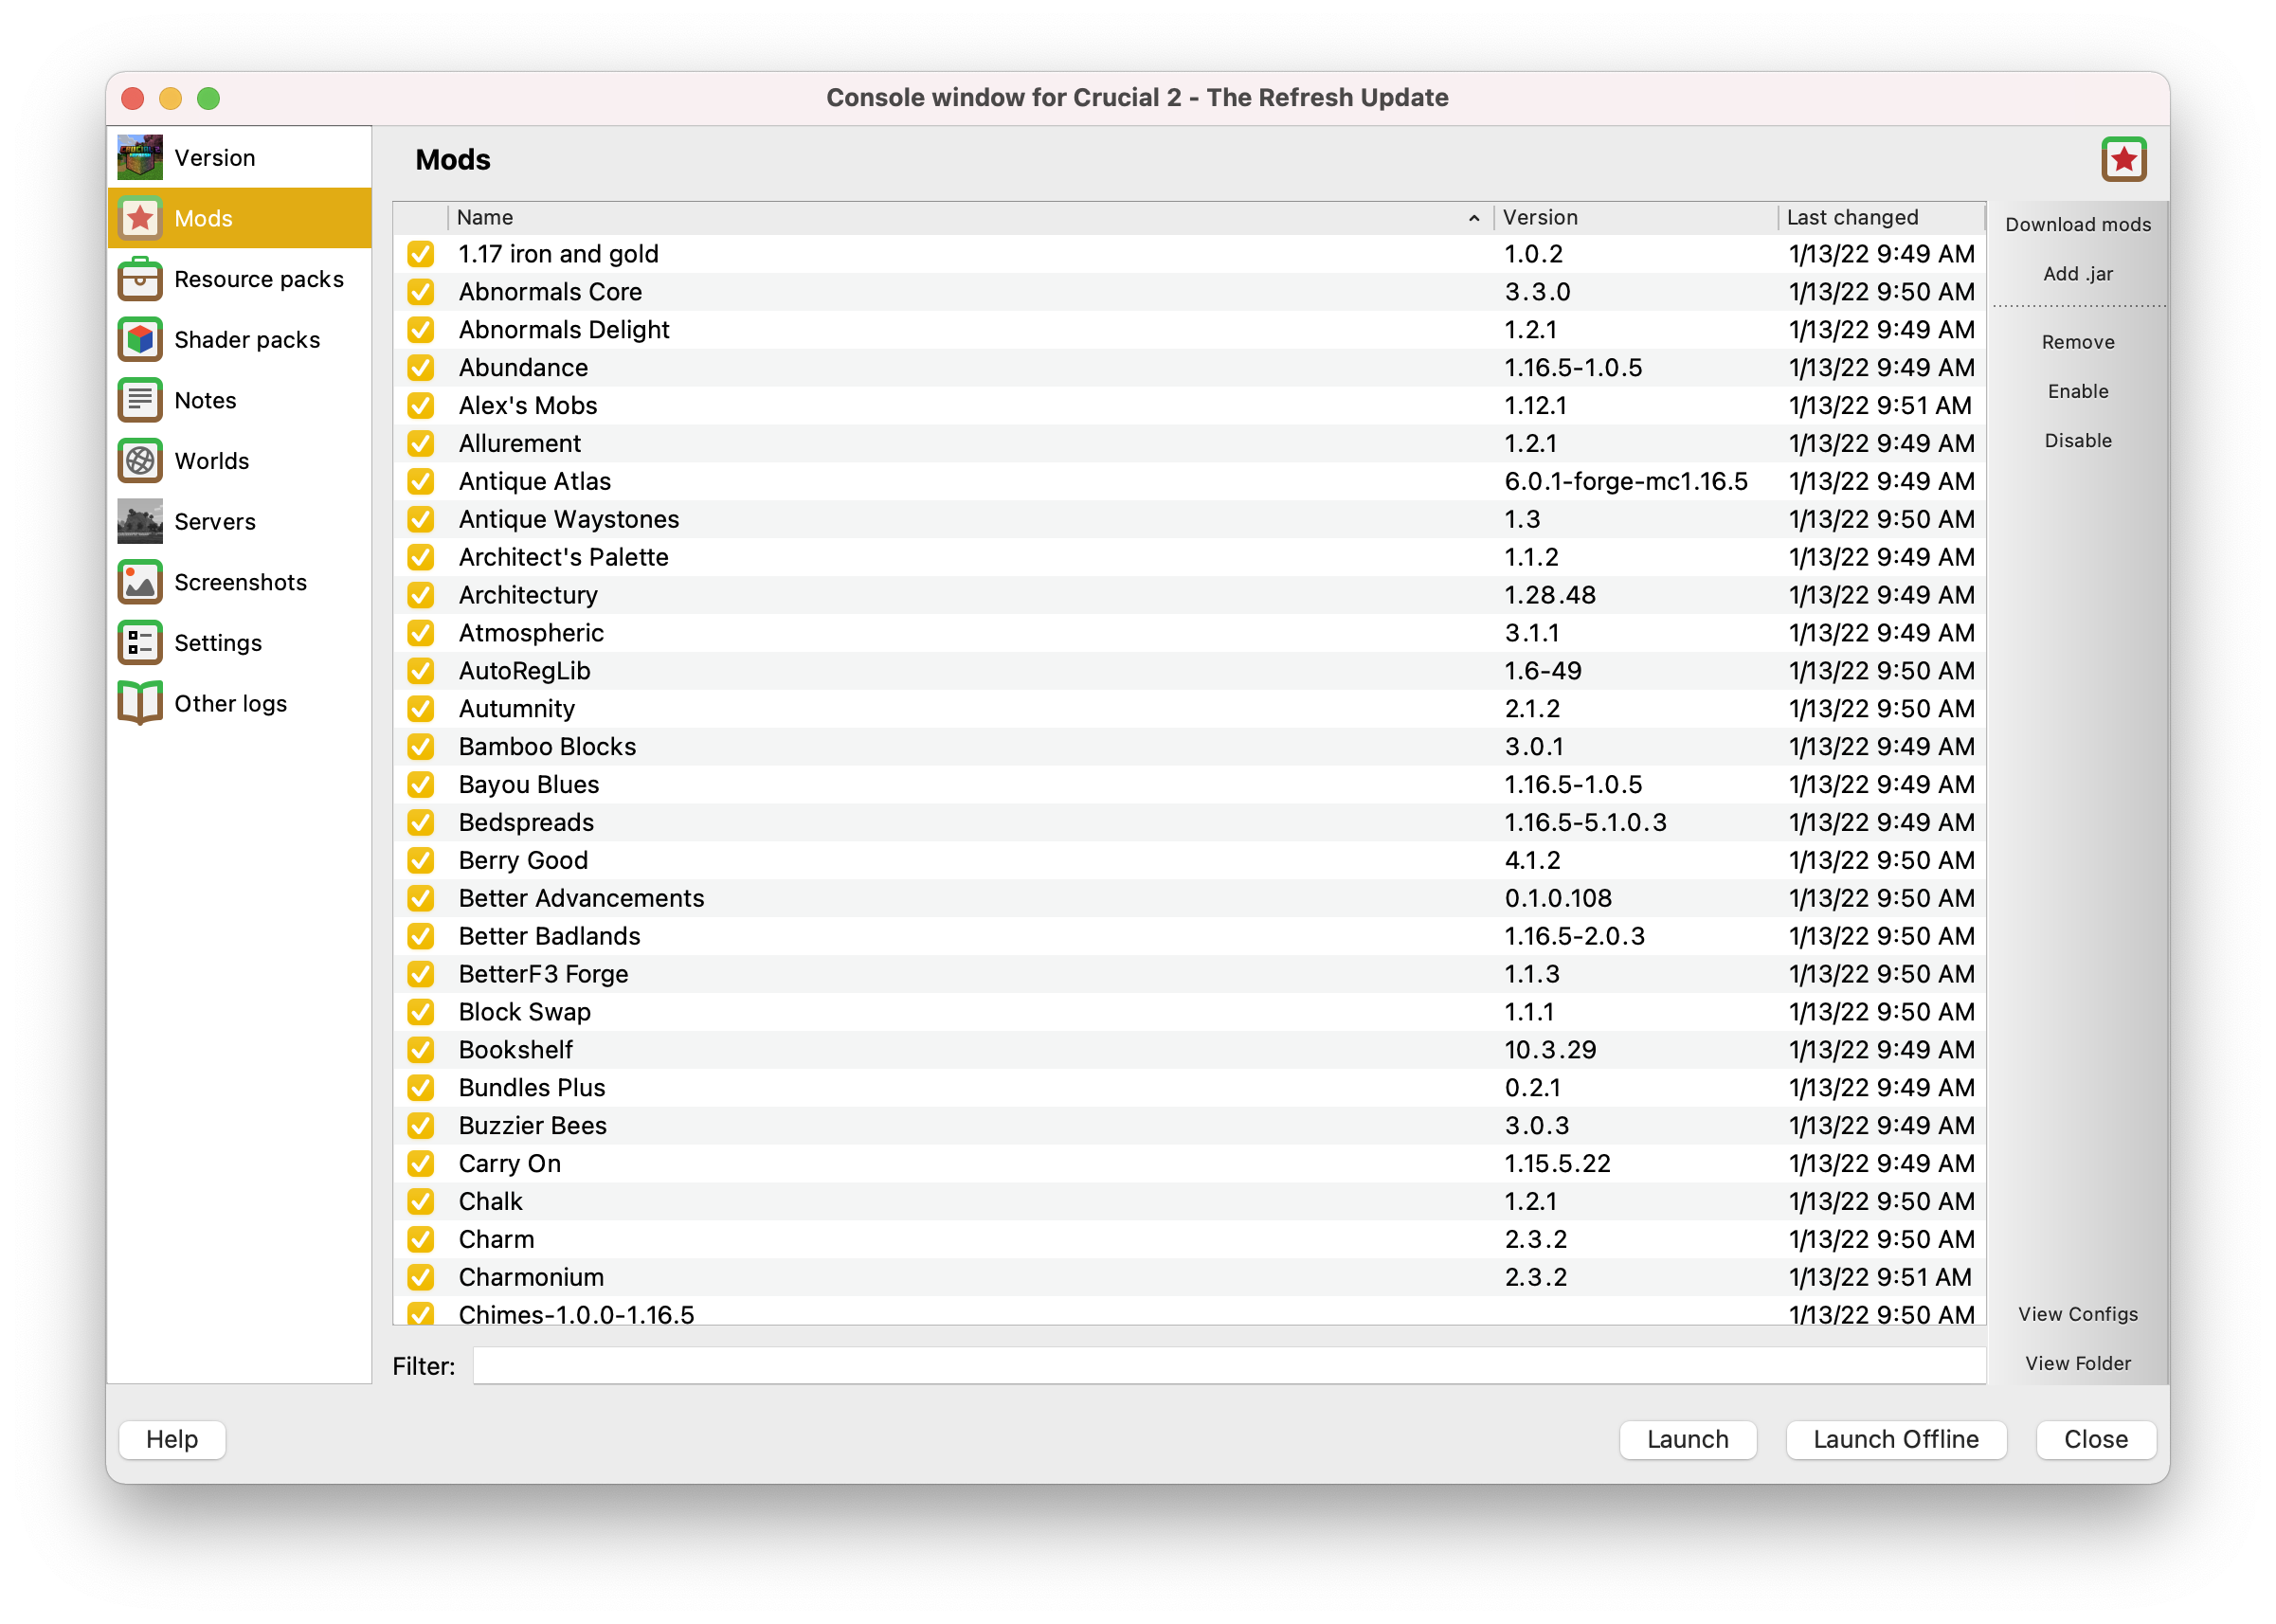 Console window for Crucial 2 - The Refresh Update
Version
Mods
Resource packs
Shader packs
Notes
Worlds
Servers
Screenshots
Settings
Other logs
Mods
Name Version Last changed
1.17 iron and gold 1.0.2 1/13/22 9:49 AM
Abnormals Core 3.3.0 1/13/22 9:50 AM
Abnormals Delight 1.2.1 1/13/22 9:49 AM
Abundance 1.16.5-1.0.5 1/13/22 9:49 AM
Alex's Mobs 1.12.1 1/13/22 9:51 AM
Allurement 1.2.1 1/13/22 9:49 AM
Antique Atlas 6.0.1-forge-mc1.16.5 1/13/22 9:49 AM
Antique Waystones 1.3 1/13/22 9:50 AM
Architect's Palette 1.1.2 1/13/22 9:49 AM
Architectury 1.28.48 1/13/22 9:49 AM
Atmospheric 3.1.1 1/13/22 9:49 AM
AutoRegLib 1.6-49 1/13/22 9:50 AM
Autumnity 2.1.2 1/13/22 9:50 AM
Bamboo Blocks 3.0.1 1/13/22 9:49 AM
Bayou Blues 1.16.5-1.0.5 1/13/22 9:49 AM
Bedspreads 1.16.5-5.1.0.3 1/13/22 9:49 AM
Berry Good 4.1.2 1/13/22 9:50 AM
Better Advancements 0.1.0.108 1/13/22 9:50 AM
Better Badlands 1.16.5-2.0.3 1/13/22 9:50 AM
BetterF3 Forge 1.1.3 1/13/22 9:50 AM
Block Swap 1.1.1 1/13/22 9:50 AM
Bookshelf 10.3.29 1/13/22 9:49 AM
Bundles Plus 0.2.1 1/13/22 9:49 AM
Buzzier Bees 3.0.3 1/13/22 9:49 AM
Carry On 1.15.5.22 1/13/22 9:49 AM
Chalk 1.2.1 1/13/22 9:50 AM
Charm 2.3.2 1/13/22 9:50 AM
Charmonium 2.3.2 1/13/22 9:51 AM
Chimes-1.0.0-1.16.5 1/13/22 9:50 AM
Filter:
Download mods
Add .jar
Remove
Enable
Disable
View Configs
View Folder
Help
Launch
Launch Offline
Close